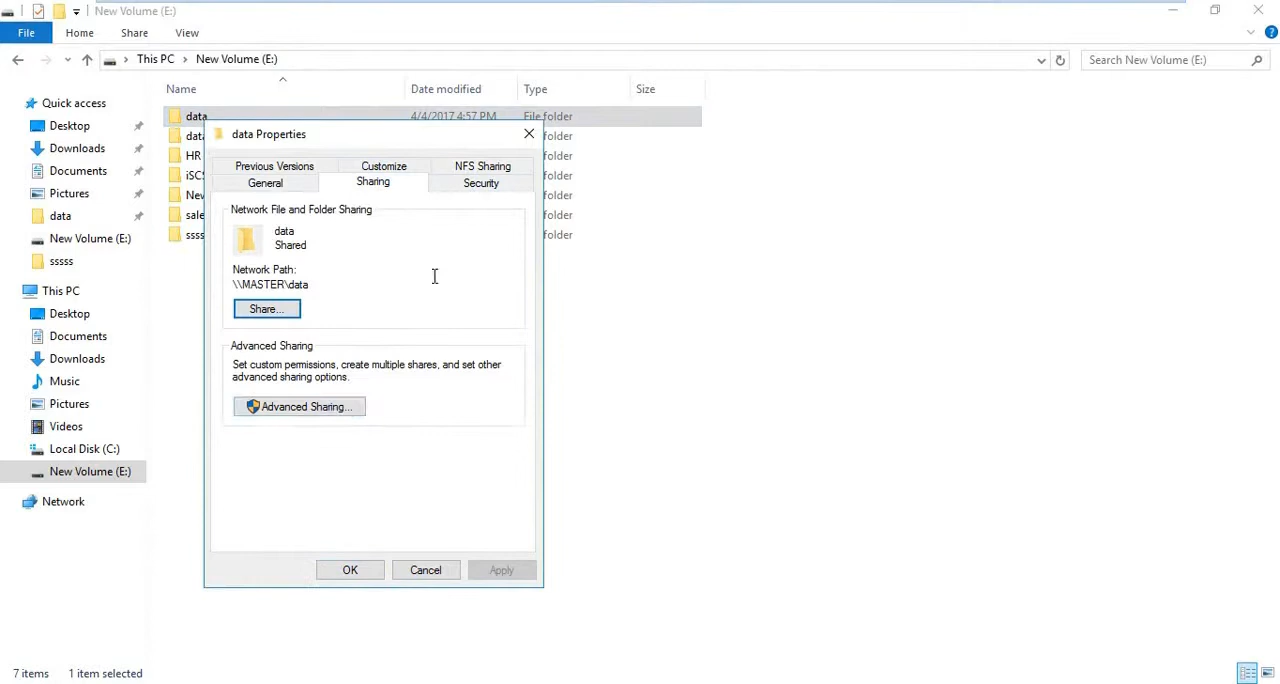 New Volume (E:)
File Home Share View
This PC New Volume (E:) Search New Volume (E:)
Name Date modified Type Size
Quick access
Desktop
Downloads
Documents
Pictures
data
New Volume (E:)
sssss
This PC
Desktop
Documents
Downloads
Music
Pictures
Videos
Local Disk (C:)
New Volume (E:)
Network
data 4/4/2017 4:57 PM File folder
data
HR folder
iSCS folder
New folder
sale folder
ssss folder
data Properties
Previous Versions Customize NFS Sharing
General Sharing Security
Network File and Folder Sharing
data
Shared
Network Path:
\\MASTER\data
Share...
Advanced Sharing
Set custom permissions, create multiple shares, and set other
advanced sharing options.
Advanced Sharing...
OK Cancel Apply
7 items 1 item selected